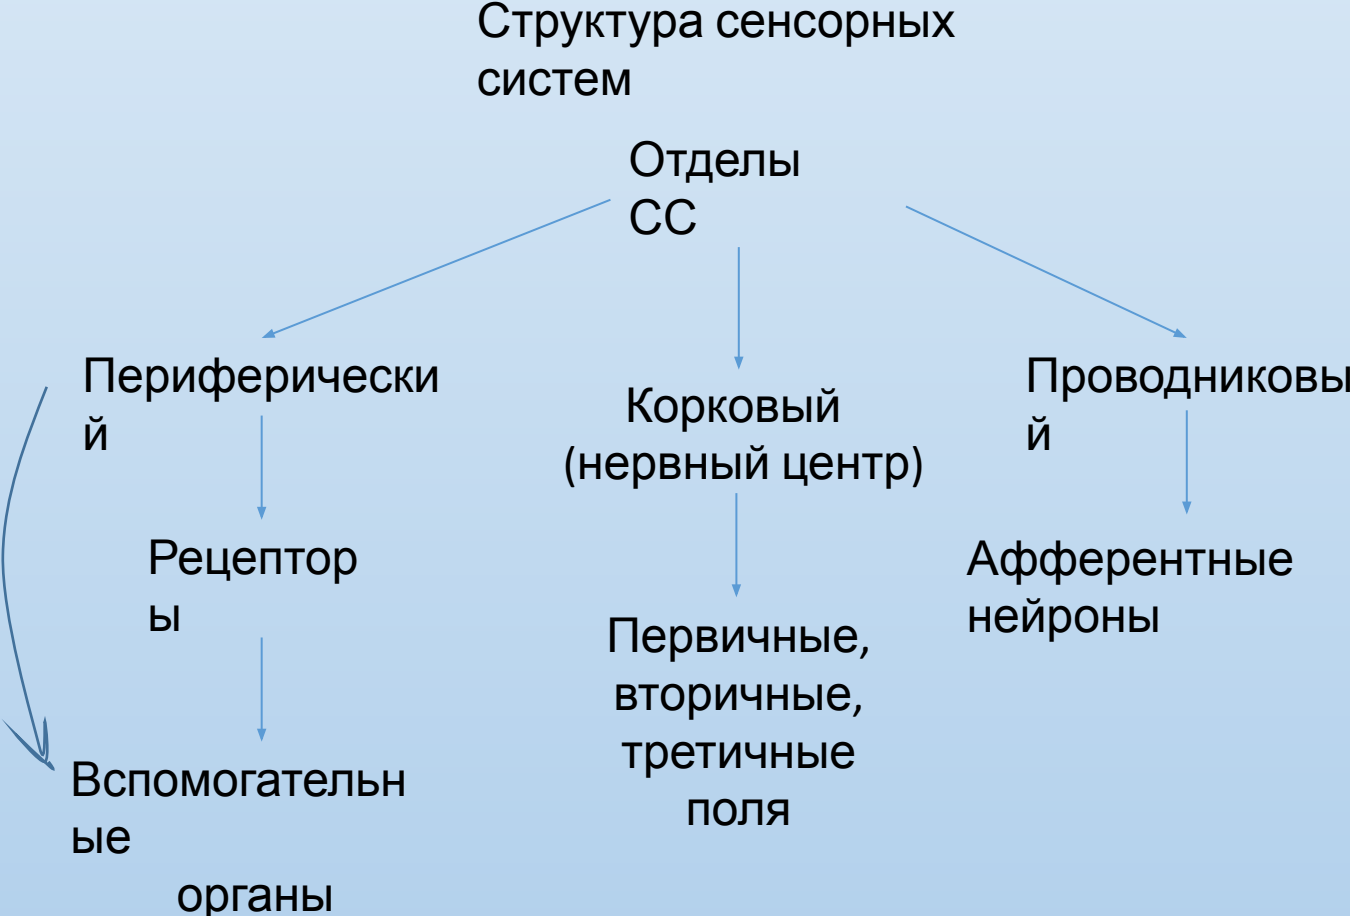 Структура сенсорных
систем
Отделы
СС
Периферически
й
Корковый
(нервный центр)
Проводниковы
й
Рецептор
ы
Афферентные
нейроны
Первичные,
вторичные,
третичные
поля
Вспомогательн
ые
органы